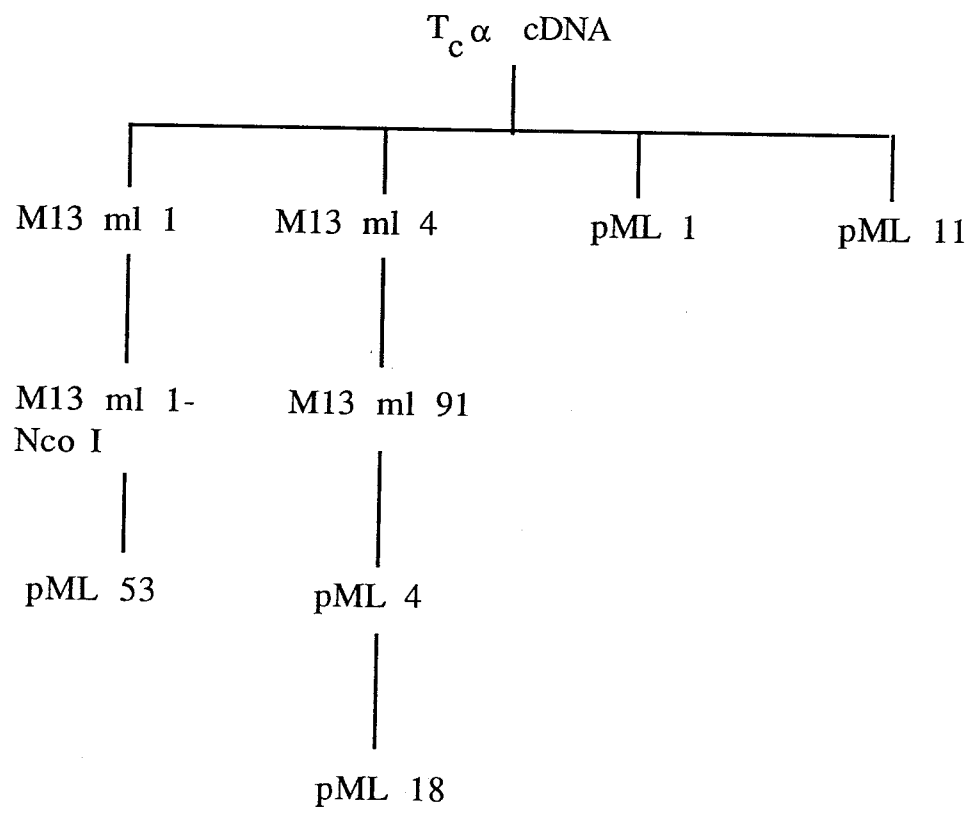 Tcα cDNA
M13 ml 1
M13 ml 4
pML 1
pML 11
M13 ml 1-
Nco I
M13 ml 91
pML 53
pML 4
pML 18